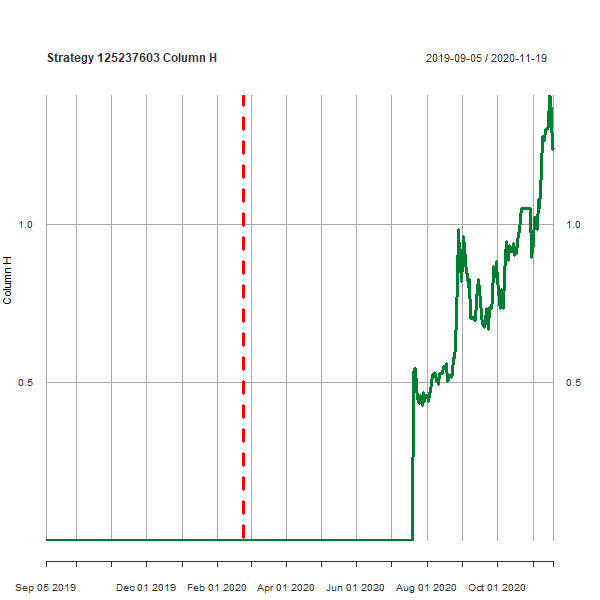 Strategy 125237603 Column H
2019-09-05 / 2020-11-19
1.0
1.0
Column H
0.5
0.5
Sep 05 2019
Dec 01 2019
Feb 01 2020
Apr 01 2020
Jun 01 2020
Aug 01 2020
Oct 01 2020